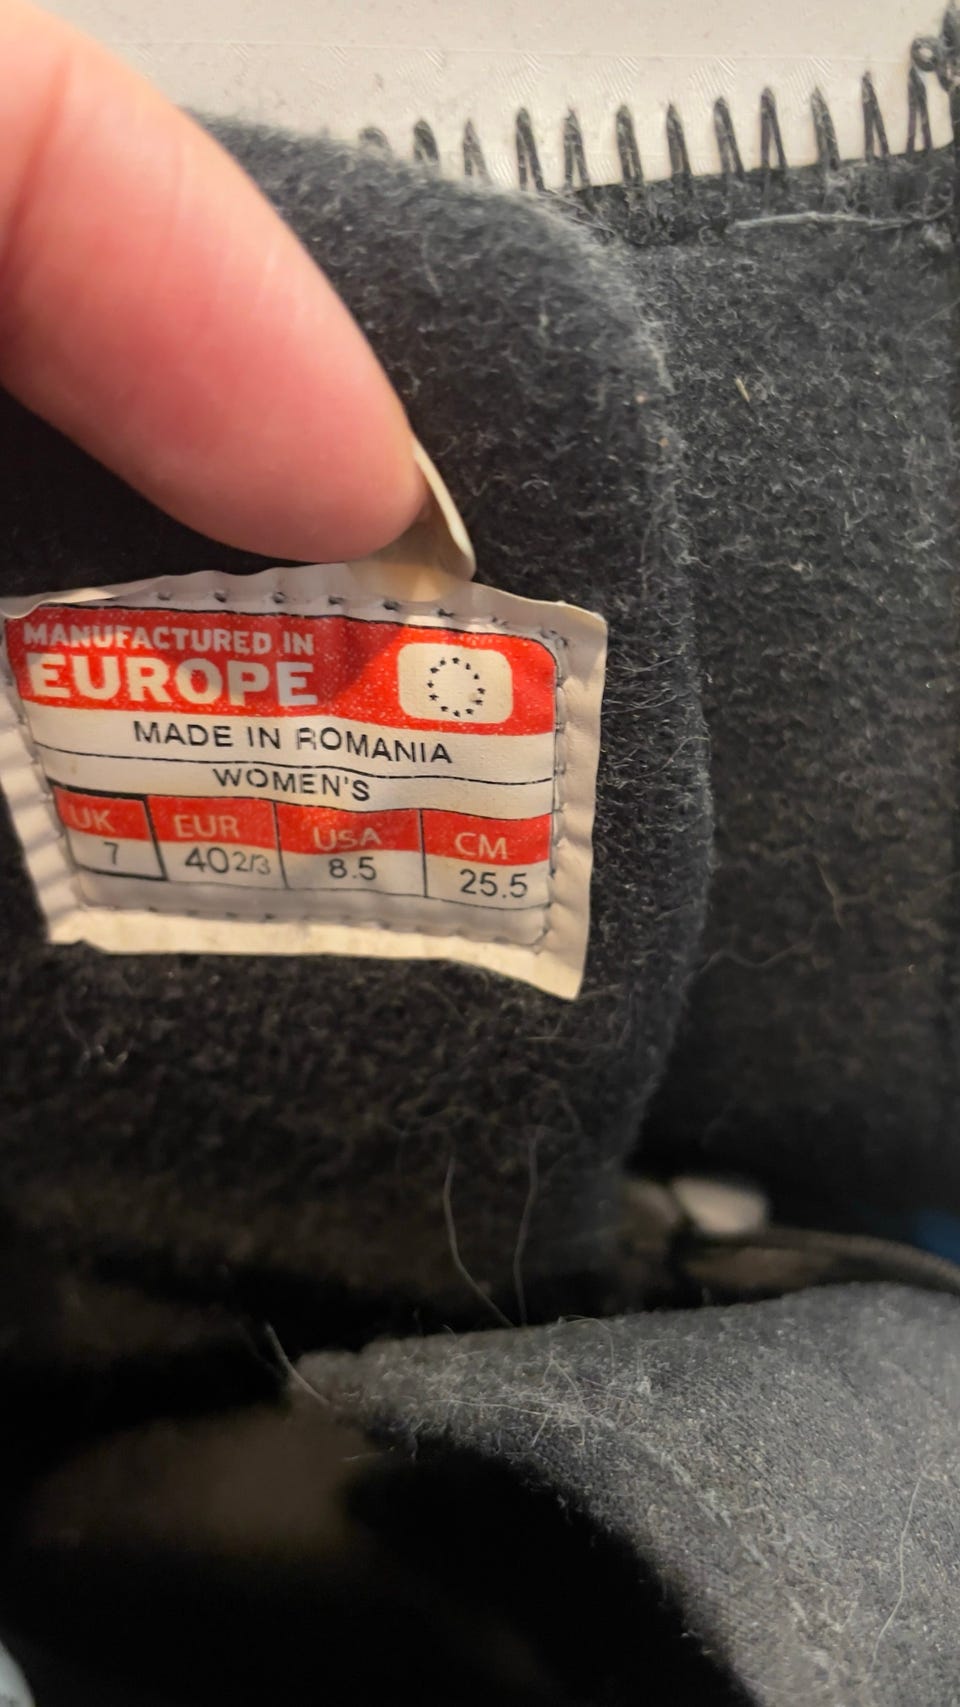 MANUFACTURED IN
EUROPE
MADE IN ROMANIA
WOMEN'S
UK EUR USA CM
7 40 2/3 8.5 25.5